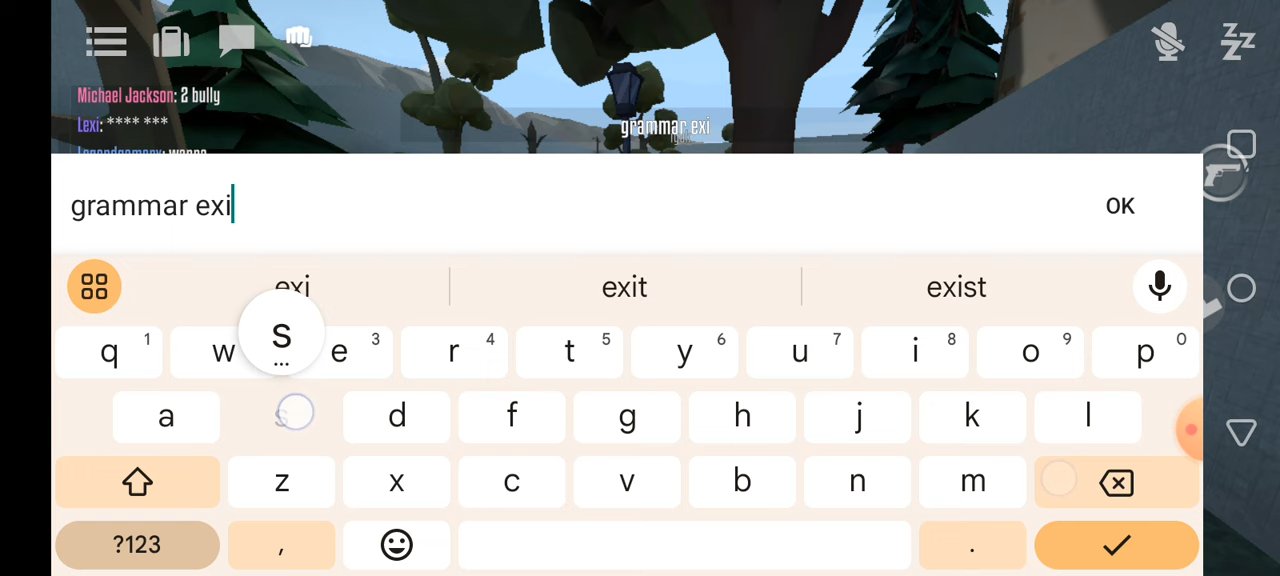 Michael Jackson: 2 bully
Lexi: **** ***
grammar exi
grammar exi
OK
exi
exit
exist
s
...
q 1 w e 3 r 4 t 5 y 6 u 7 i 8 o 9 p 0
a s d f g h j k l
z x c v b n m
?123 , .